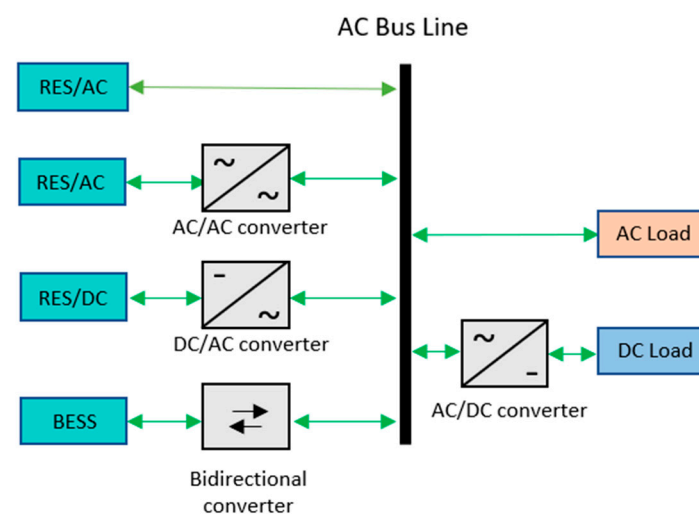 AC Bus Line
RES/AC
RES/AC
AC/AC converter
AC Load
RES/DC
DC/AC converter
DC Load
AC/DC converter
BESS
Bidirectional
converter